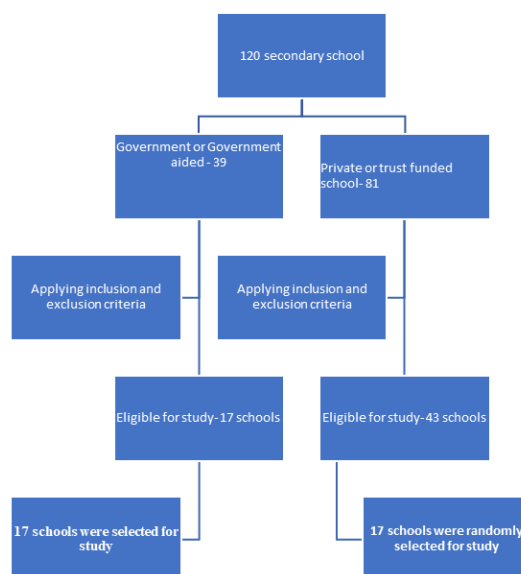 120 secondary school
Government or Government
aided - 39
Private or trust funded
school- 81
Applying inclusion and
exclusion criteria
Applying inclusion and
exclusion criteria
Eligible for study-17 schools
Eligible for study-43 schools
17 schools were selected for
study
17 schools were randomly
selected for study